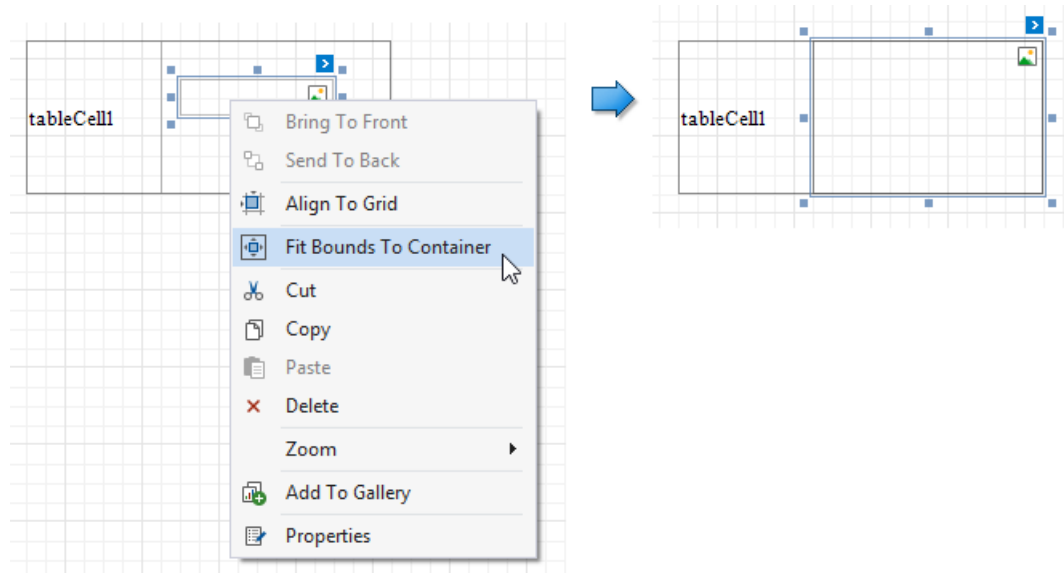 tableCell1
Bring To Front
Send To Back
Align To Grid
Fit Bounds To Container
Cut
Copy
Paste
Delete
Zoom
Add To Gallery
Properties
tableCell1